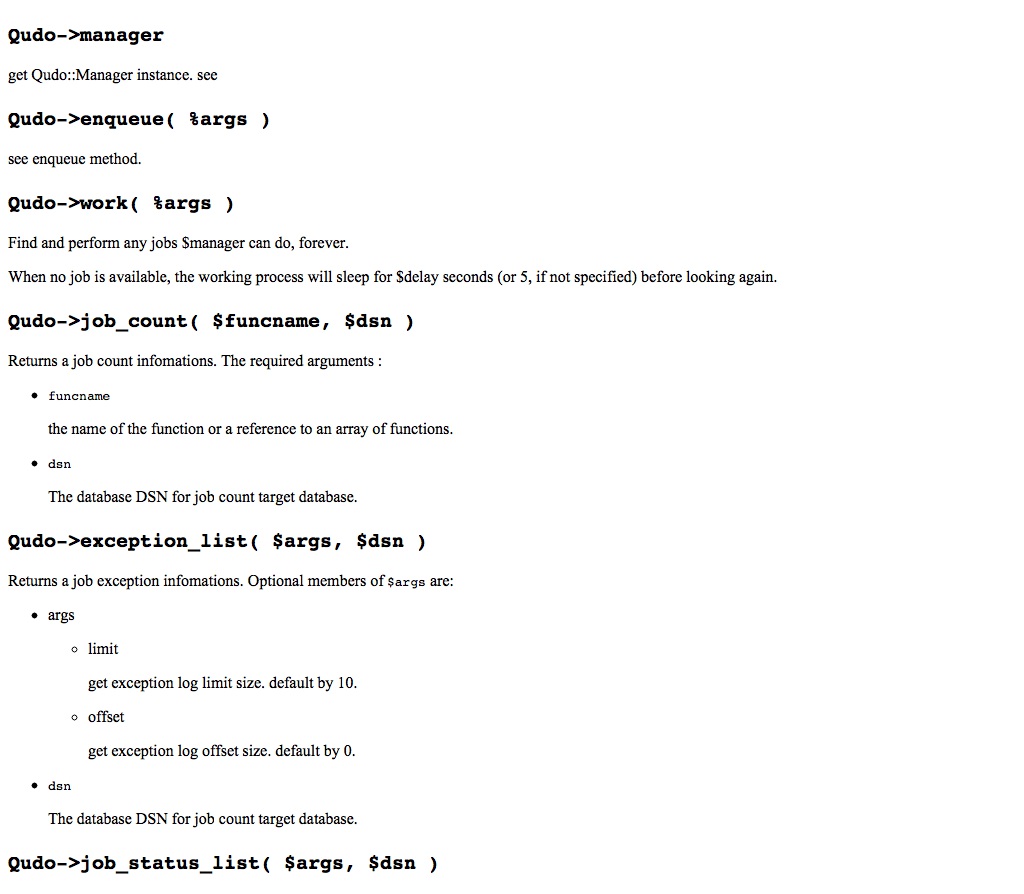 Qudo->manager
get Qudo::Manager instance. see
Qudo->enqueue( %args )
see enqueue method.
Qudo->work( %args )
Find and perform any jobs $manager can do, forever.
When no job is available, the working process will sleep for $delay seconds (or 5, if not specified) before looking again.
Qudo->job_count( $funcname, $dsn )
Returns a job count infomations. The required arguments :
• funcname
the name of the function or a reference to an array of functions.
• dsn
The database DSN for job count target database.
Qudo->exception_list( $args, $dsn )
Returns a job exception infomations. Optional members of $args are:
• args
◦ limit
get exception log limit size. default by 10.
◦ offset
get exception log offset size. default by 0.
• dsn
The database DSN for job count target database.
Qudo->job_status_list( $args, $dsn )